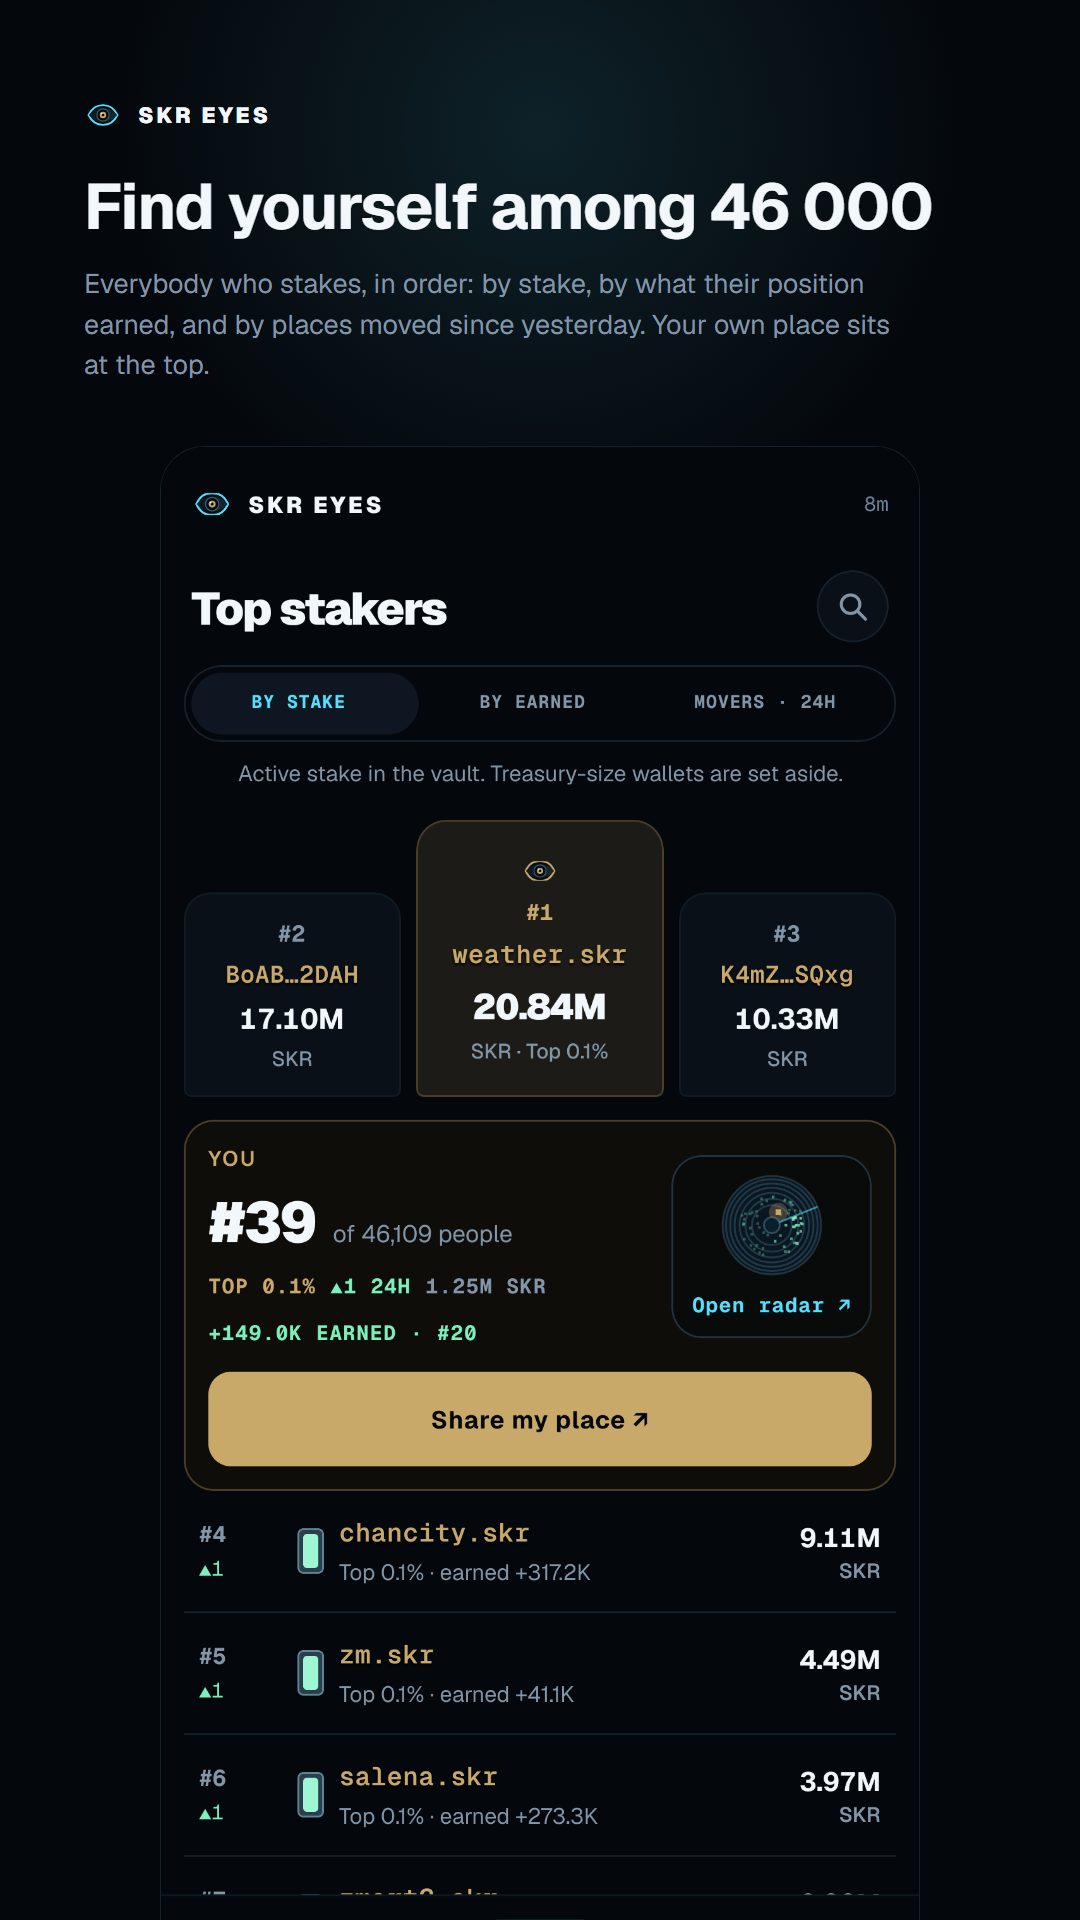 SKR EYES
Find yourself among 46 000
Everybody who stakes, in order: by stake, by what their position
earned, and by places moved since yesterday. Your own place sits
at the top.
SKR EYES
8m
Top stakers
BY STAKE
BY EARNED
MOVERS · 24H
Active stake in the vault. Treasury-size wallets are set aside.
#2
BoAB…2DAH
17.10M
SKR
#1
weather.skr
20.84M
SKR · Top 0.1%
#3
K4mZ…SQxg
10.33M
SKR
YOU
#39 of 46,109 people
TOP 0.1% ▲1 24H 1.25M SKR
+149.0K EARNED · #20
Open radar ↗
Share my place ↗
#4
▲1
chancity.skr
Top 0.1% · earned +317.2K
9.11M
SKR
#5
▲1
zm.skr
Top 0.1% · earned +41.1K
4.49M
SKR
#6
▲1
salena.skr
Top 0.1% · earned +273.3K
3.97M
SKR